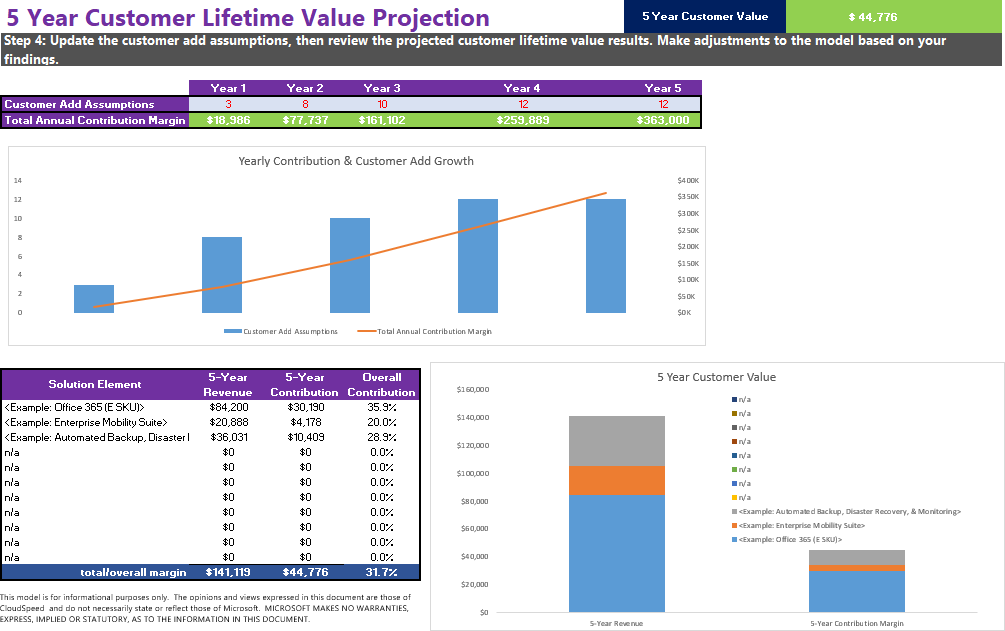 5 Year Customer Lifetime Value Projection
5 Year Customer Value $ 44,776
Step 4: Update the customer add assumptions, then review the projected customer lifetime value results. Make adjustments to the model based on your
findings.
Year 1 Year 2 Year 3 Year 4 Year 5
Customer Add Assumptions 3 8 10 12 12
Total Annual Contribution Margin $18,986 $77,737 $161,102 $259,889 $363,000
Yearly Contribution & Customer Add Growth
14 $400K
12 $350K
10 $300K
8 $250K
6 $200K
4 $150K
2 $100K
0 $50K
$0K
Customer Add Assumptions Total Annual Contribution Margin
Solution Element 5-Year Revenue 5-Year Contribution Overall Contribution
<Example: Office 365 (E SKU)> $84,200 $30,190 35.9%
<Example: Enterprise Mobility Suite> $20,888 $4,178 20.0%
<Example: Automated Backup, Disaster $36,031 $10,409 28.9%
n/a $0 $0 0.0%
n/a $0 $0 0.0%
n/a $0 $0 0.0%
n/a $0 $0 0.0%
n/a $0 $0 0.0%
n/a $0 $0 0.0%
n/a $0 $0 0.0%
n/a $0 $0 0.0%
total/overall margin $141,119 $44,776 31.7%
This model is for informational purposes only. The opinions and views expressed in this document are those of
CloudSpeed and do not necessarily state or reflect those of Microsoft. MICROSOFT MAKES NO WARRANTIES,
EXPRESS, IMPLIED OR STATUTORY, AS TO THE INFORMATION IN THIS DOCUMENT.
5 Year Customer Value
$160,000
$140,000
$120,000
$100,000
$80,000
$60,000
$40,000
$20,000
$0
n/a
n/a
n/a
n/a
n/a
n/a
n/a
n/a
<Example: Automated Backup, Disaster Recovery, & Monitoring>
<Example: Enterprise Mobility Suite>
<Example: Office 365 (E SKU)>
5-Year Revenue 5-Year Contribution Margin